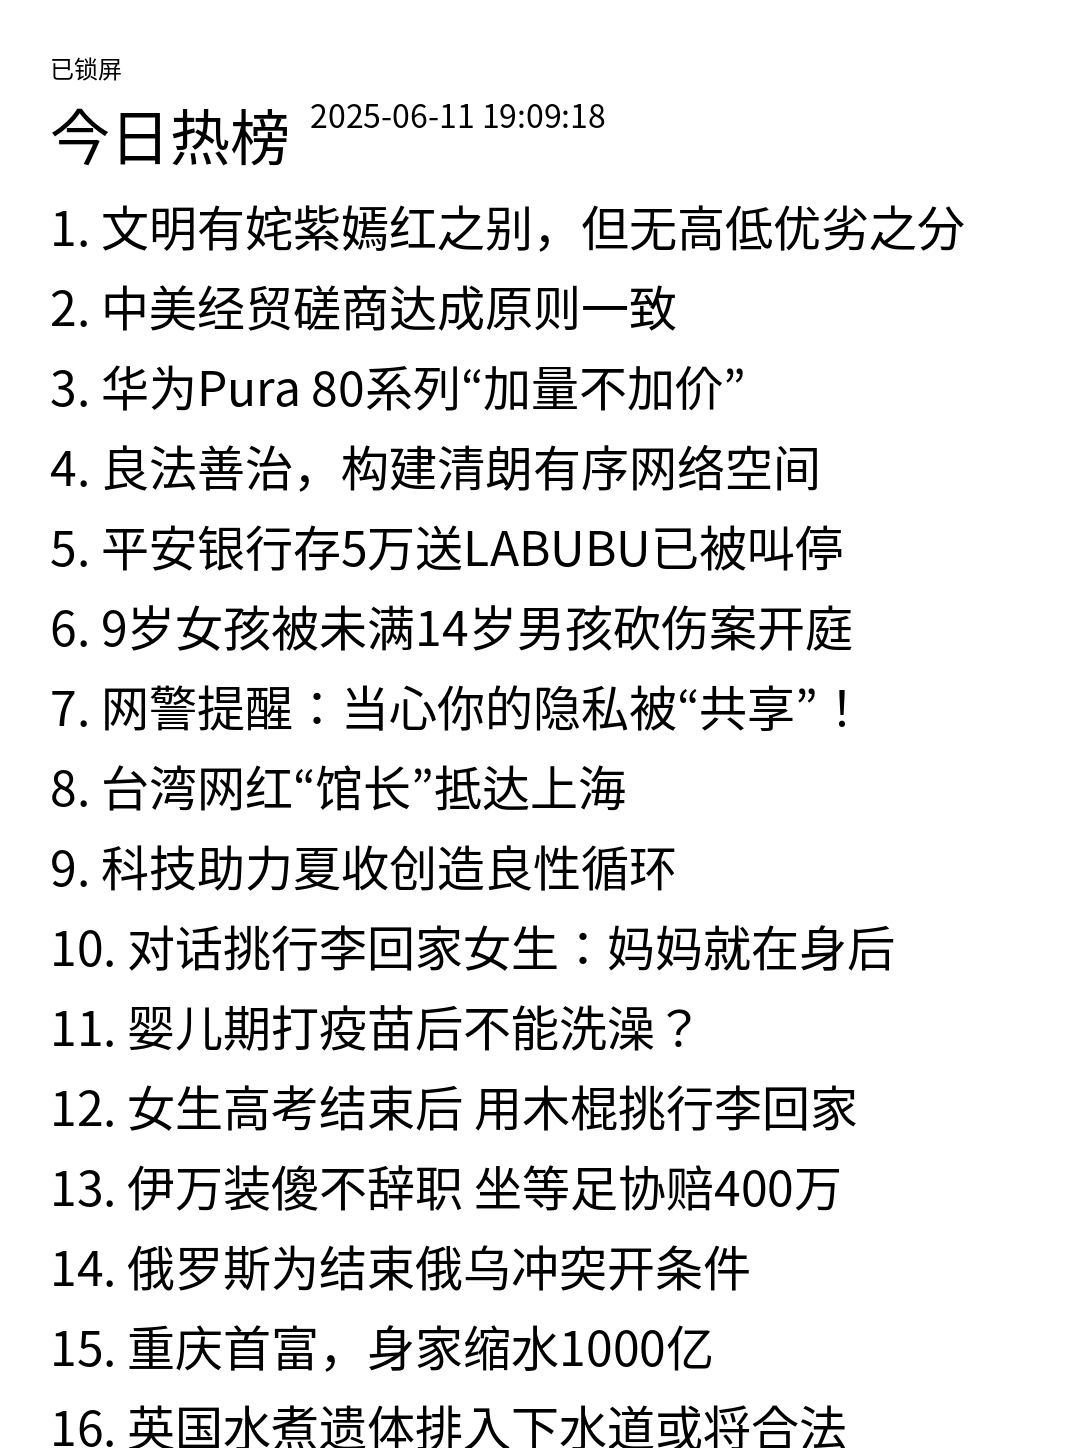 已锁屏
今日热榜 2025-06-11 19:09:18
1. 文明有姹紫嫣红之别，但无高低优劣之分
2. 中美经贸磋商达成原则一致
3. 华为Pura 80系列“加量不加价”
4. 良法善治，构建清朗有序网络空间
5. 平安银行存5万送LABUBU已被叫停
6. 9岁女孩被未满14岁男孩砍伤案开庭
7. 网警提醒：当心你的隐私被“共享”！
8. 台湾网红“馆长”抵达上海
9. 科技助力夏收创造良性循环
10. 对话挑行李回家女生：妈妈就在身后
11. 婴儿期打疫苗后不能洗澡？
12. 女生高考结束后 用木棍挑行李回家
13. 伊万装傻不辞职 坐等足协赔400万
14. 俄罗斯为结束俄乌冲突开条件
15. 重庆首富，身家缩水1000亿
16. 英国水煮遗体排入下水道或将合法